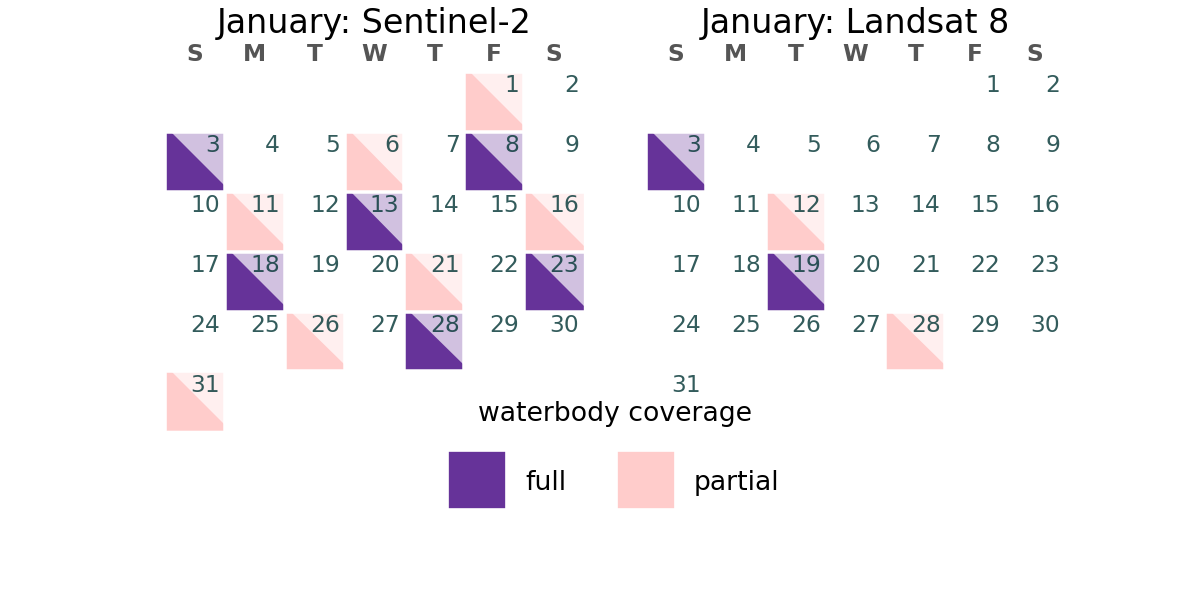 January: Sentinel-2
S M T W T F S
1 2
3 4 5 6 7 8 9
10 11 12 13 14 15 16
17 18 19 20 21 22 23
24 25 26 27 28 29 30
31
January: Landsat 8
S M T W T F S
1 2
3 4 5 6 7 8 9
10 11 12 13 14 15 16
17 18 19 20 21 22 23
24 25 26 27 28 29 30
31
waterbody coverage
full partial